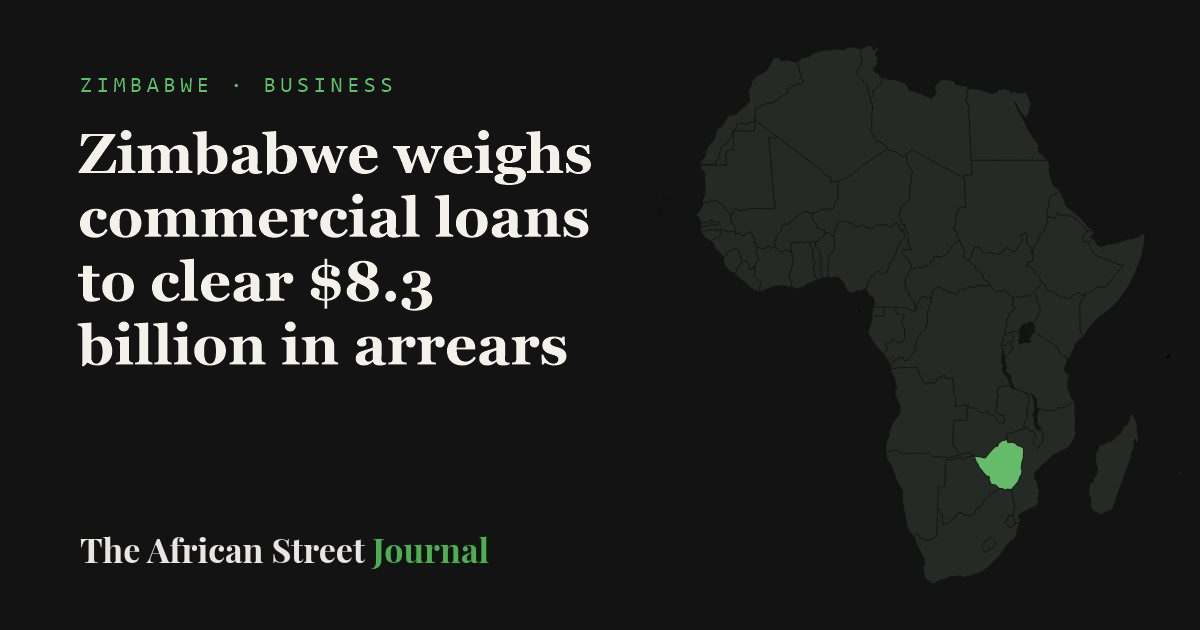 ZIMBABWE · BUSINESS
Zimbabwe weighs
commercial loans
to clear $8.3
billion in arrears
The African Street Journal